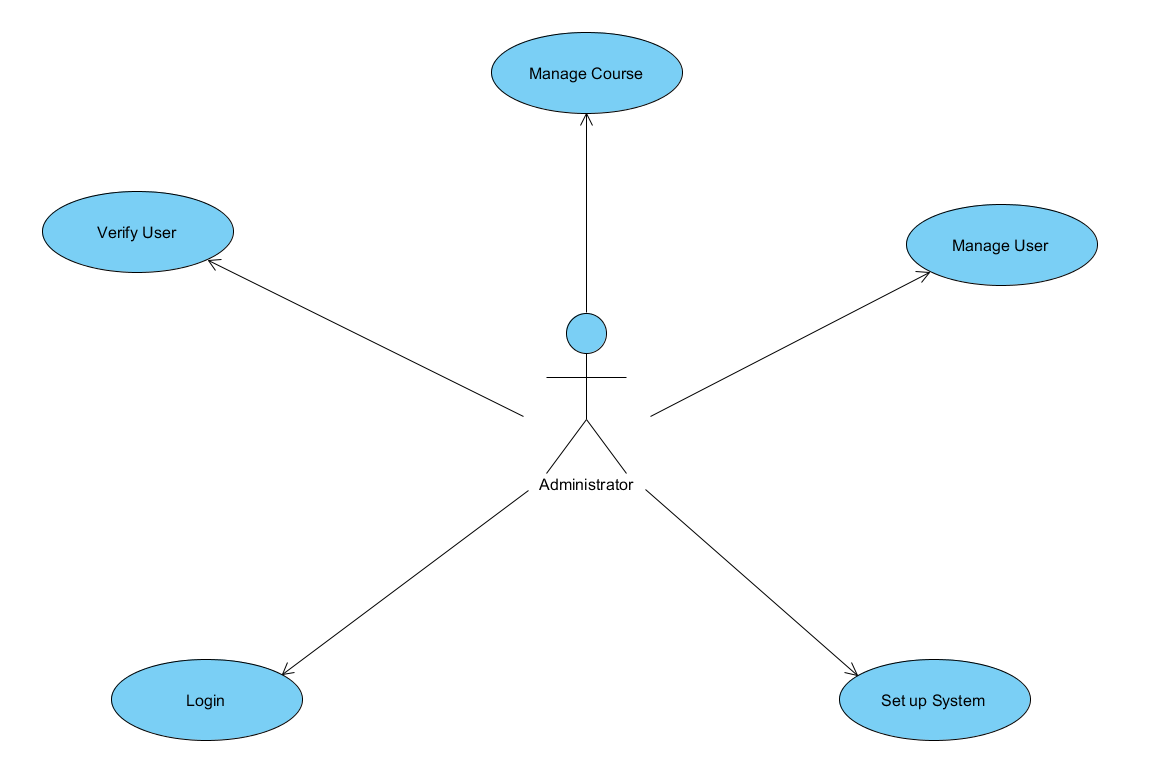 Manage Course
Verify User
Manage User
Administrator
Login
Set up System